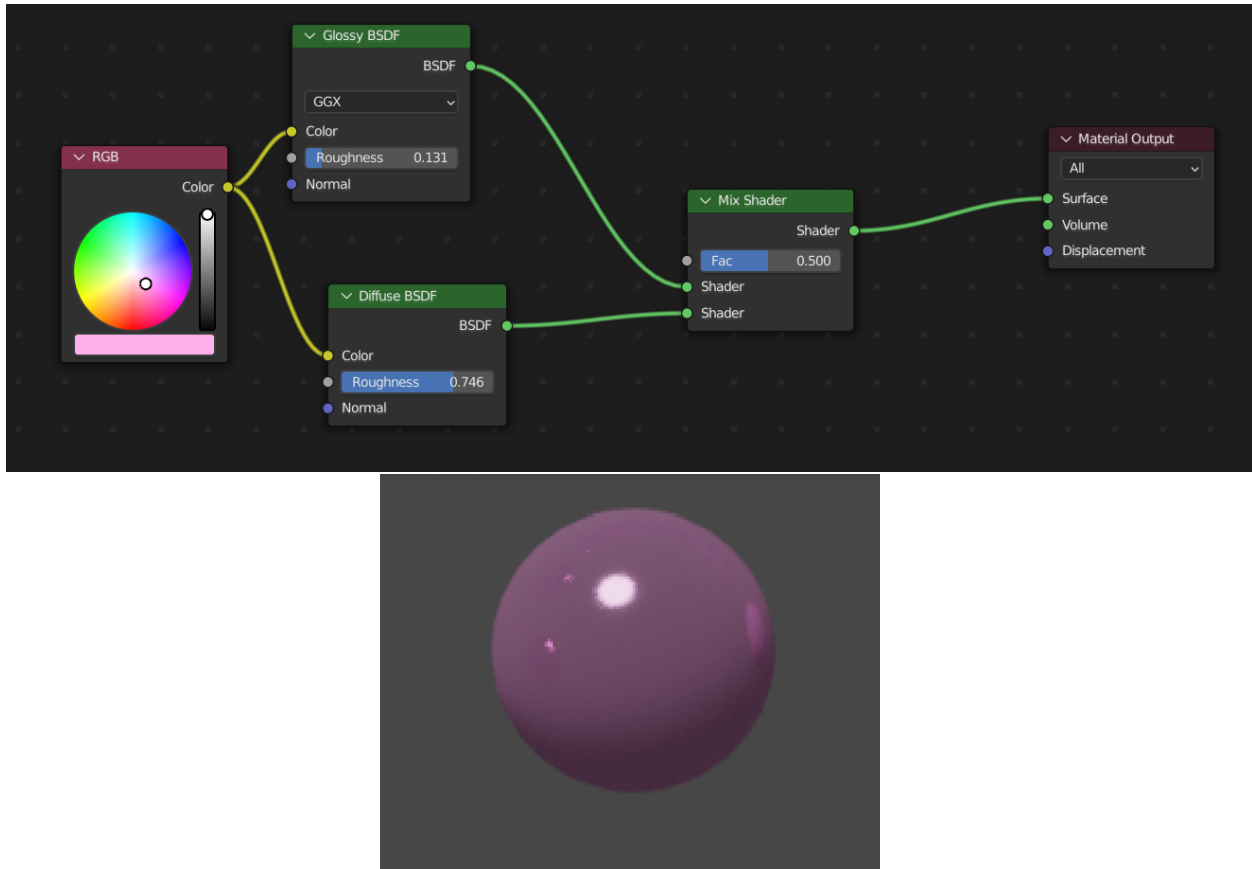 Glossy BSDF
BSDF
GGX
Color
Roughness 0.131
Normal
RGB
Color
Diffuse BSDF
BSDF
Color
Roughness 0.746
Normal
Mix Shader
Shader
Fac 0.500
Shader
Shader
Material Output
All
Surface
Volume
Displacement